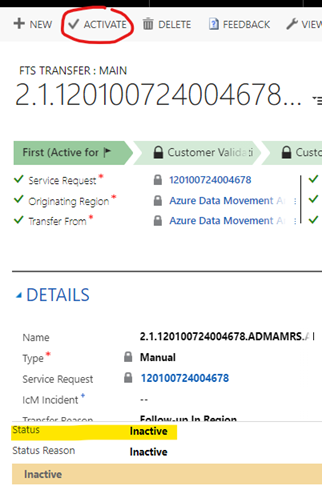 NEW ACTIVATE DELETE FEEDBACK VIEW
FTS TRANSFER : MAIN
2.1.120100724004678...
First (Active for Customer Validati Custo
Service Request * 120100724004678
Originating Region * Azure Data Movement A
Transfer From * Azure Data Movement A
DETAILS
Name 2.1.120100724004678.ADMAMRS.
Type * Manual
Service Request 120100724004678
IcM Incident + --
Transfer Reason Follow-up In Region
Status Inactive
Status Reason Inactive
Inactive